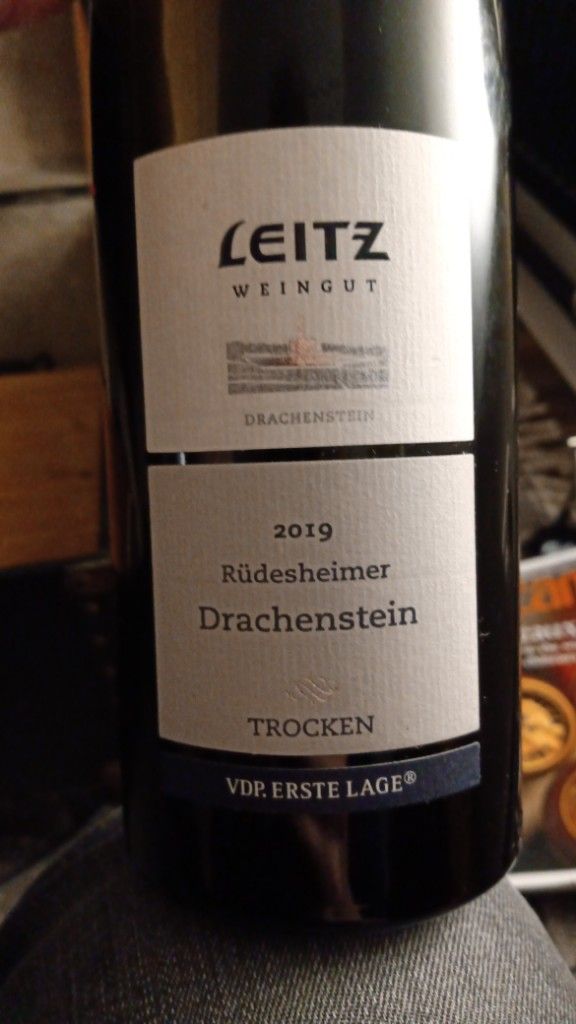 LEITZ
WEINGUT
DRACHENSTEIN
2019
Rüdesheimer
Drachenstein
TROCKEN
VDP. ERSTE LAGE®